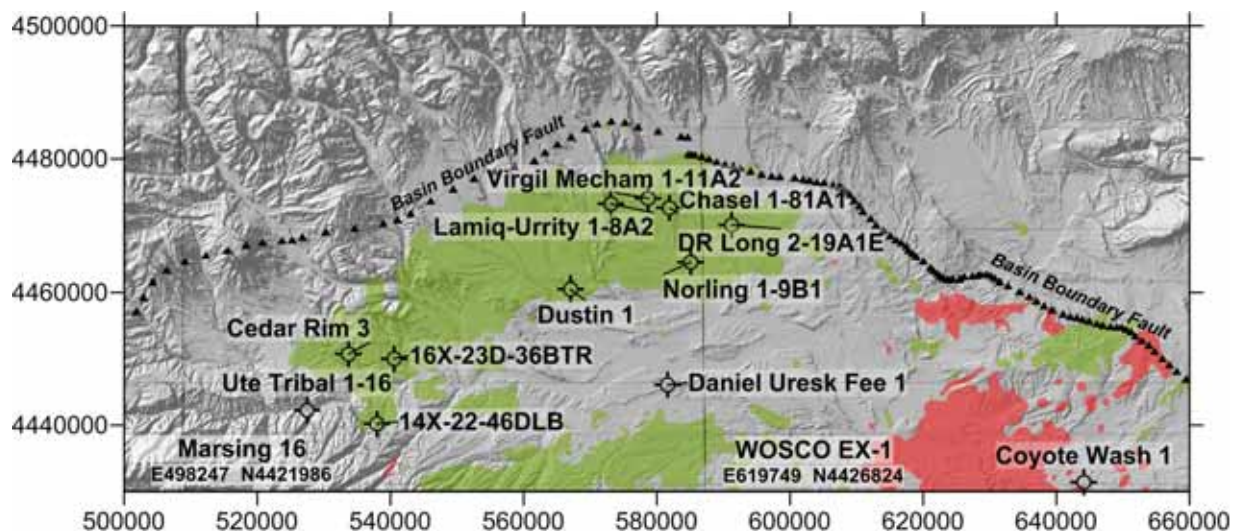 4500000
4480000
4460000
4440000
Basin Boundary Fault
Virgil Mecham 1-11A2
Chasel 1-81A1
Lamiq-Urrity 1-8A2
DR Long 2-19A1E
Norling 1-9B1
Basin Boundary Fault
Dustin 1
Cedar Rim 3
16X-23D-36BTR
Ute Tribal 1-16
Daniel Uresk Fee 1
14X-22-46DLB
Marsing 16
E498247 N4421986
WOSCO EX-1
E619749 N4426824
Coyote Wash 1
500000 520000 540000 560000 580000 600000 620000 640000 660000